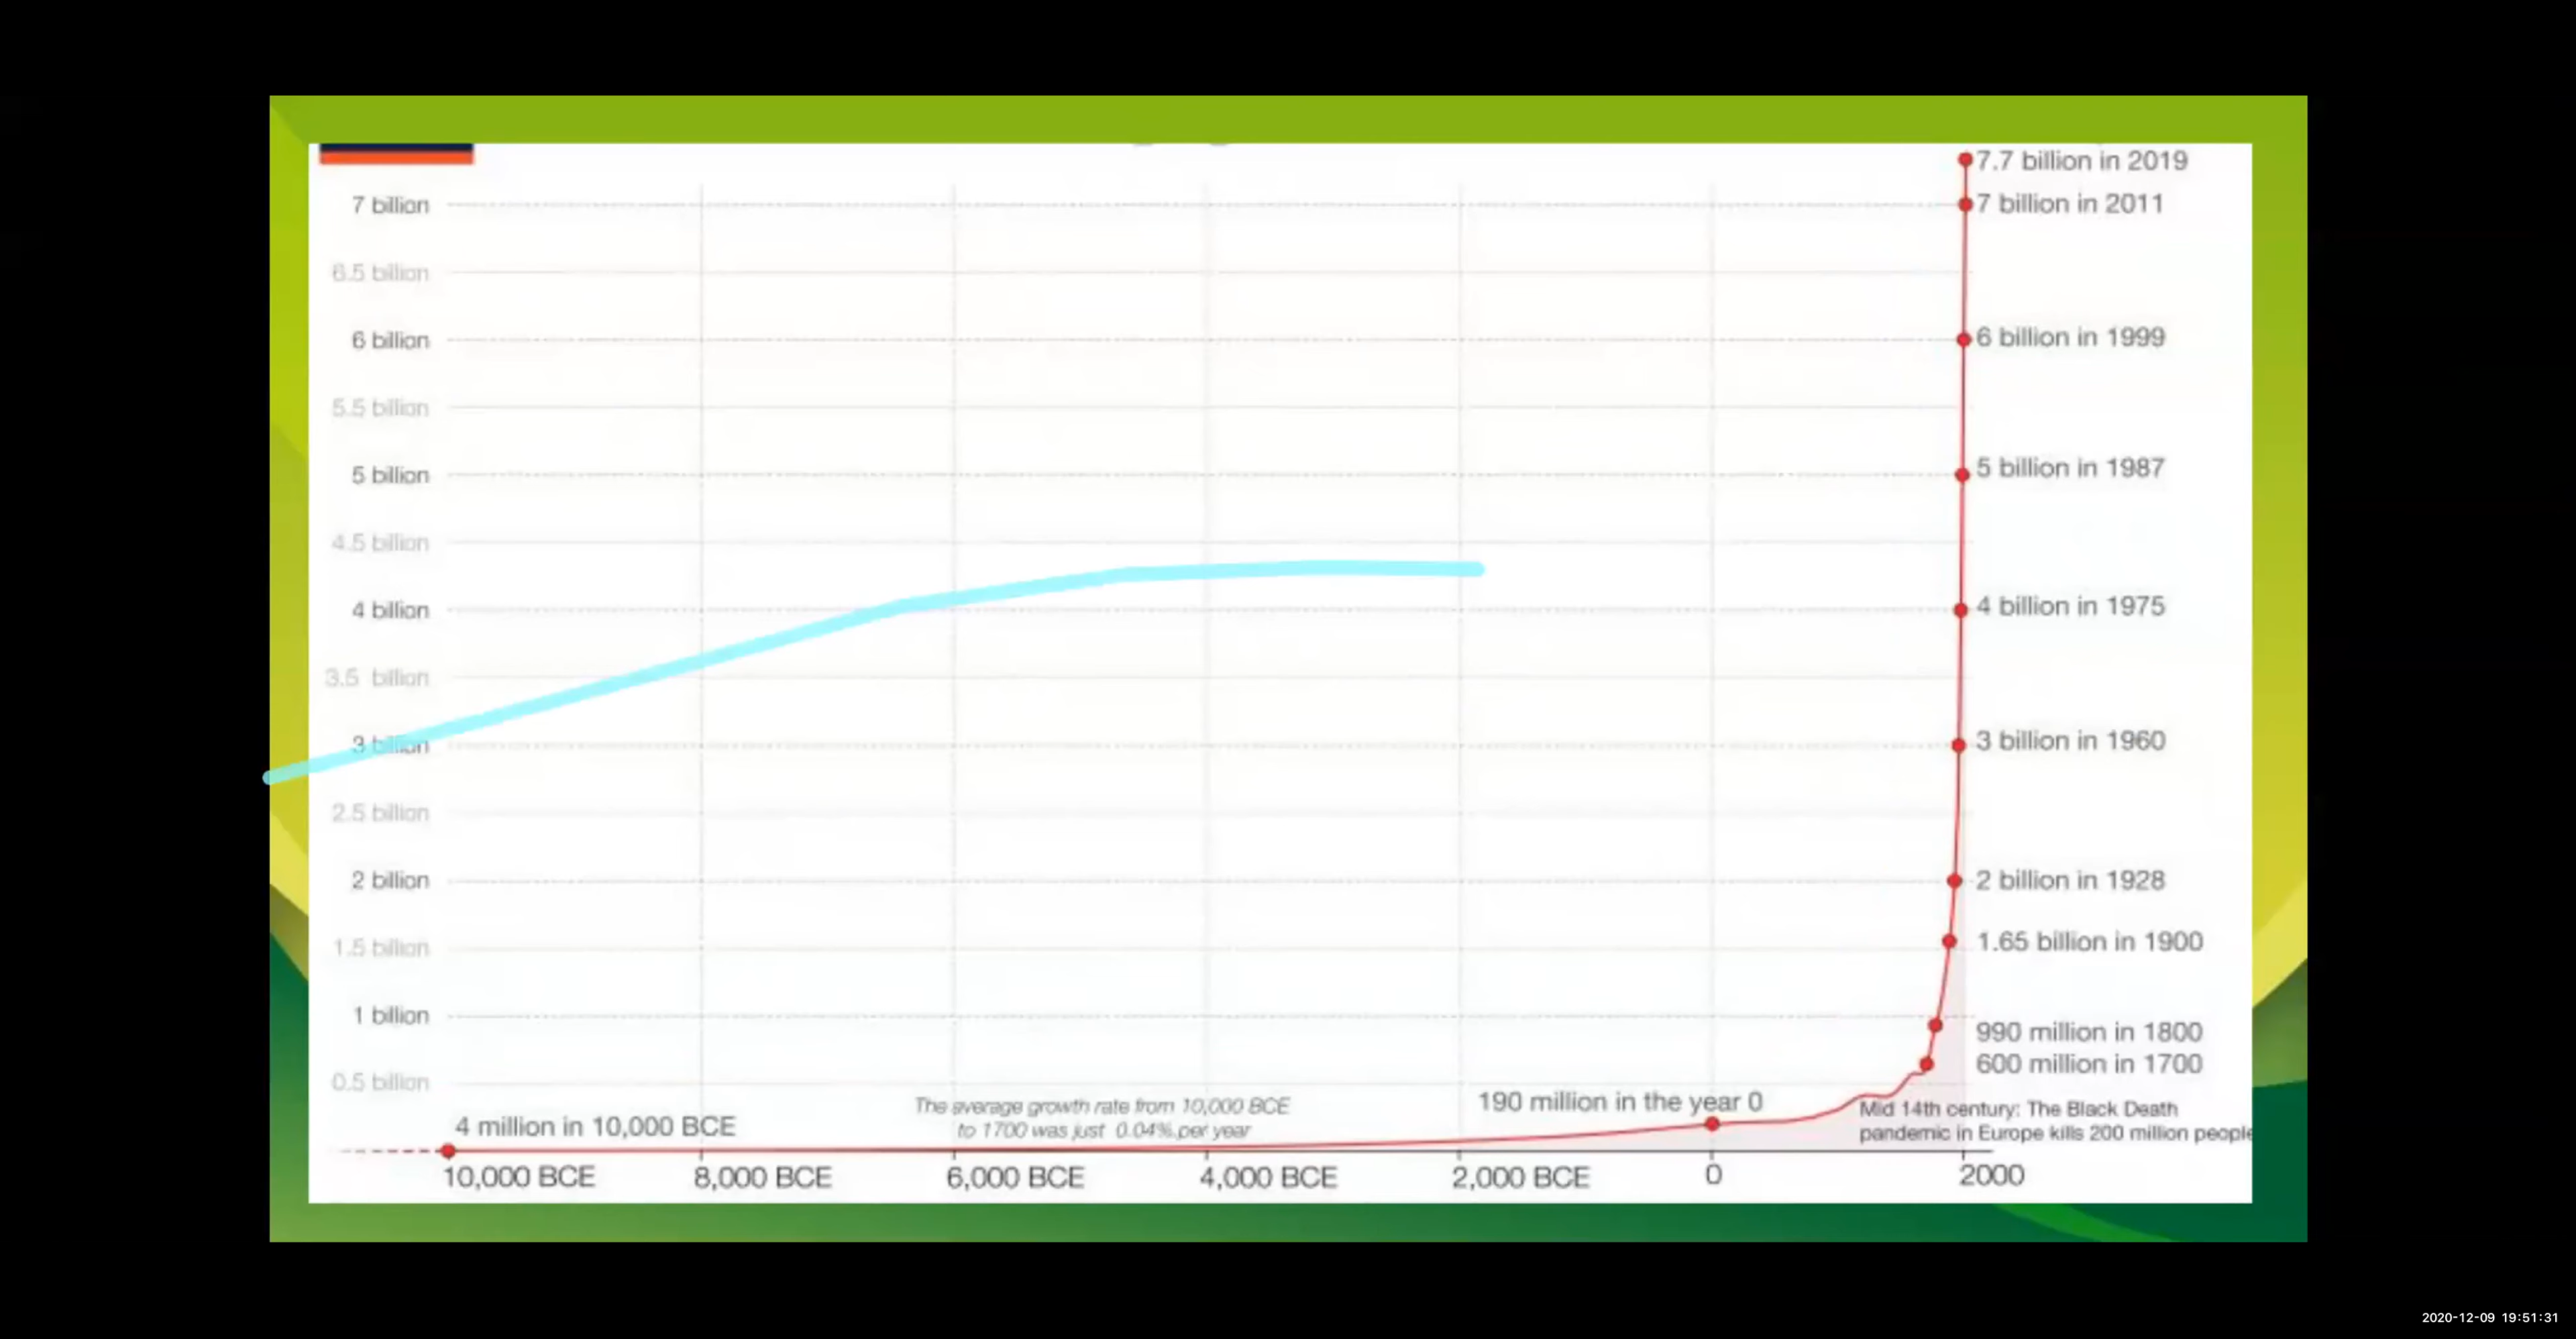 7.7 billion in 2019
7 billion
7 billion in 2011
6.5 billion
6 billion
6 billion in 1999
5.5 billion
5 billion
5 billion in 1987
4.5 billion
4 billion
4 billion in 1975
3.5 billion
3 billion
3 billion in 1960
2.5 billion
2 billion
2 billion in 1928
1.5 billion
1.65 billion in 1900
1 billion
990 million in 1800
600 million in 1700
0.5 billion
4 million in 10,000 BCE
The average growth rate from 10,000 BCE
to 1700 was just 0.04% per year
190 million in the year 0
Mid 14th century: The Black Death
pandemic in Europe kills 200 million people
10,000 BCE 8,000 BCE 6,000 BCE 4,000 BCE 2,000 BCE 0 2000
2020-12-09 19:51:31